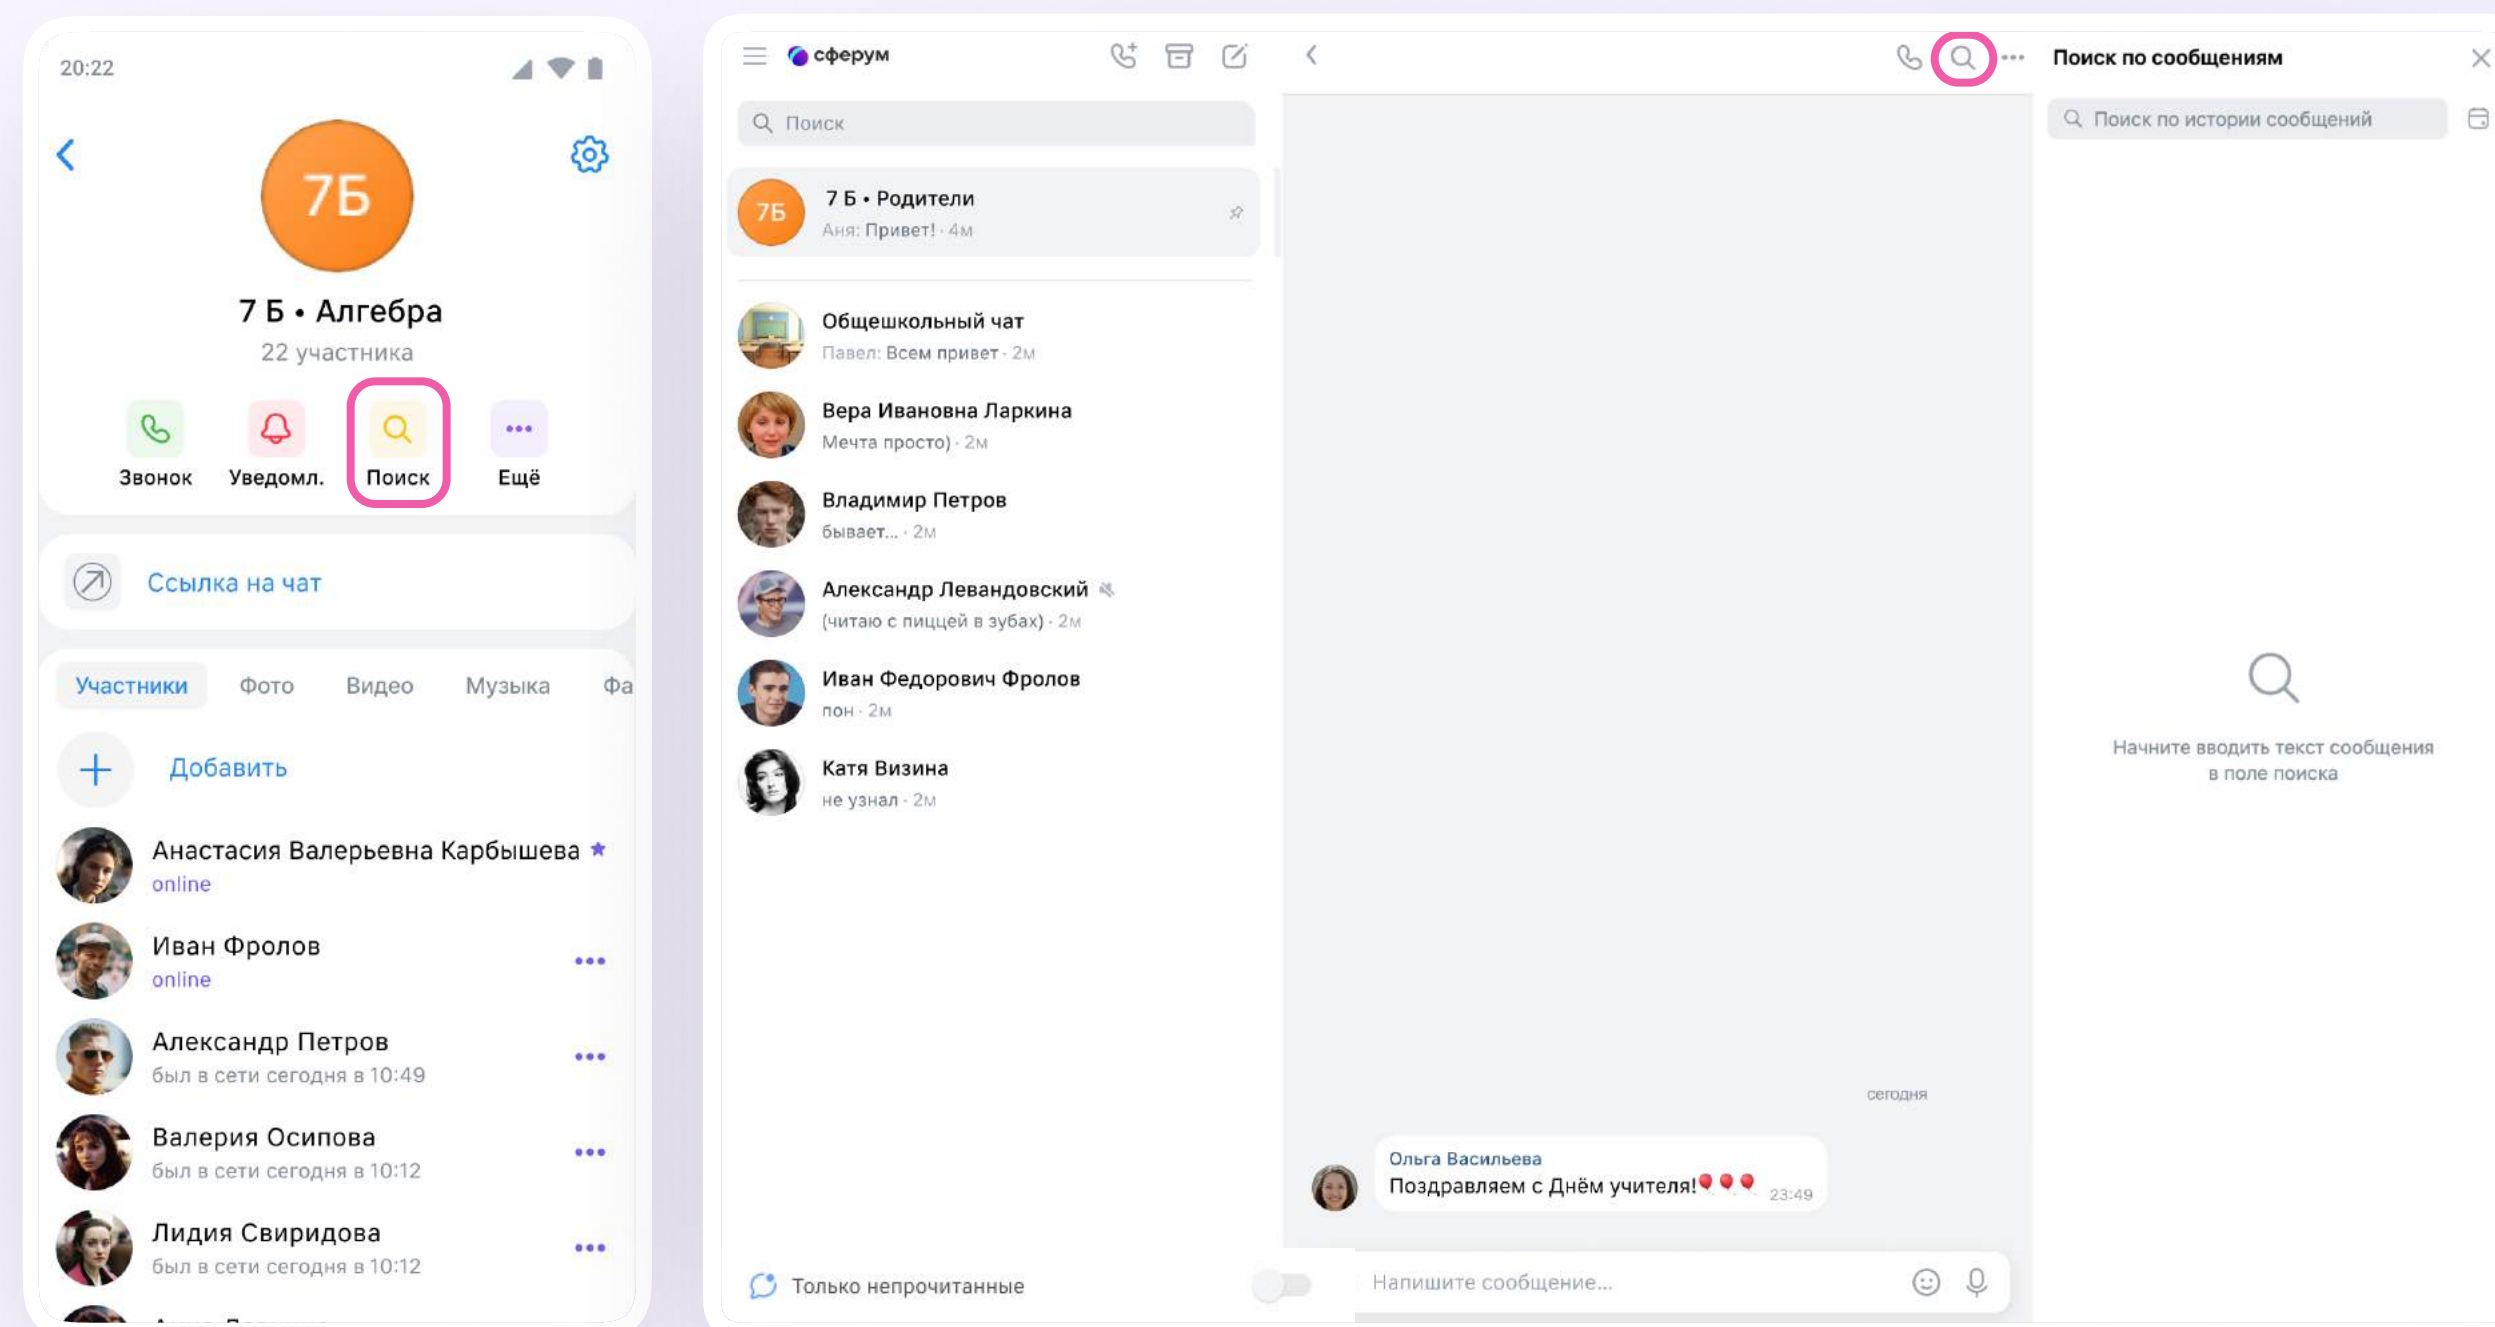 20:22
7Б
7 Б • Алгебра
22 участника
Звонок
Уведомл.
Поиск
Ещё
Ссылка на чат
Участники
Фото
Видео
Музыка
Фа
Добавить
Анастасия Валерьевна Карбышева
online
Иван Фролов
online
Александр Петров
был в сети сегодня в 10:49
Валерия Осипова
был в сети сегодня в 10:12
Лидия Свиридова
был в сети сегодня в 10:12
сферум
Поиск
7Б
7 Б • Родители
Аня: Привет! · 4м
Общешкольный чат
Павел: Всем привет · 2м
Вера Ивановна Ларкина
Мечта просто) · 2м
Владимир Петров
бывает... · 2м
Александр Левандовский
(читаю с пиццей в зубах) · 2м
Иван Федорович Фролов
пон · 2м
Катя Визина
не узнал · 2м
Только непрочитанные
сегодня
Ольга Васильева
Поздравляем с Днём учителя!🎈🎈🎈 23:49
Напишите сообщение...
Поиск по сообщениям
Поиск по истории сообщений
Начните вводить текст сообщения
в поле поиска